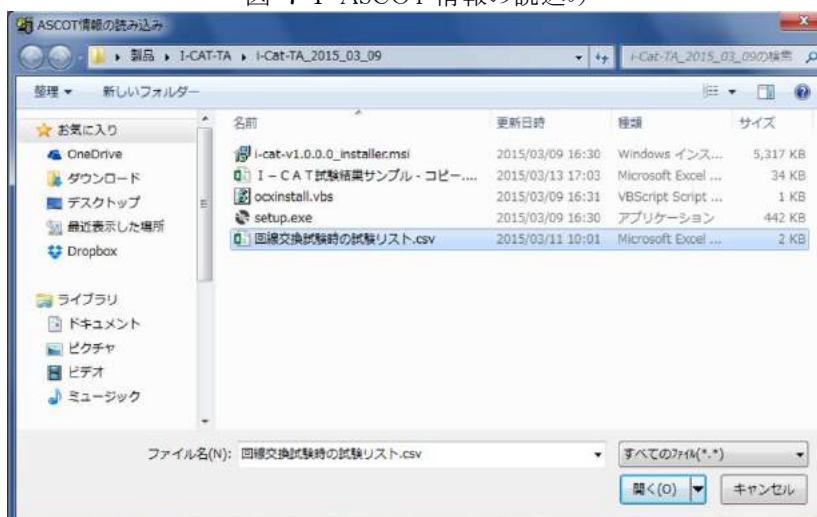 図 4-1 ASCOT 情報の読込み
ASCOT情報の読み込み
製品 ▶ I-CAT-TA ▶ I-Cat-TA_2015_03_09
I-Cat-TA_2015_03_09の検索
整理 ▼ 新しいフォルダー
名前 更新日時 種類 サイズ
お気に入り
OneDrive
ダウンロード
デスクトップ
最近表示した場所
Dropbox
ライブラリ
ドキュメント
ピクチャ
ビデオ
ミュージック
i-cat-v1.0.0.0_installer.msi 2015/03/09 16:30 Windows インス... 5,317 KB
I-CAT試験結果サンプル - コピー.... 2015/03/13 17:03 Microsoft Excel ... 34 KB
ocxinstall.vbs 2015/03/09 16:31 VBScript Script ... 1 KB
setup.exe 2015/03/09 16:30 アプリケーション 442 KB
回線交換試験時の試験リスト.csv 2015/03/11 10:01 Microsoft Excel ... 2 KB
ファイル名(N): 回線交換試験時の試験リスト.csv
すべてのファイル(*.*)
開く(O) キャンセル